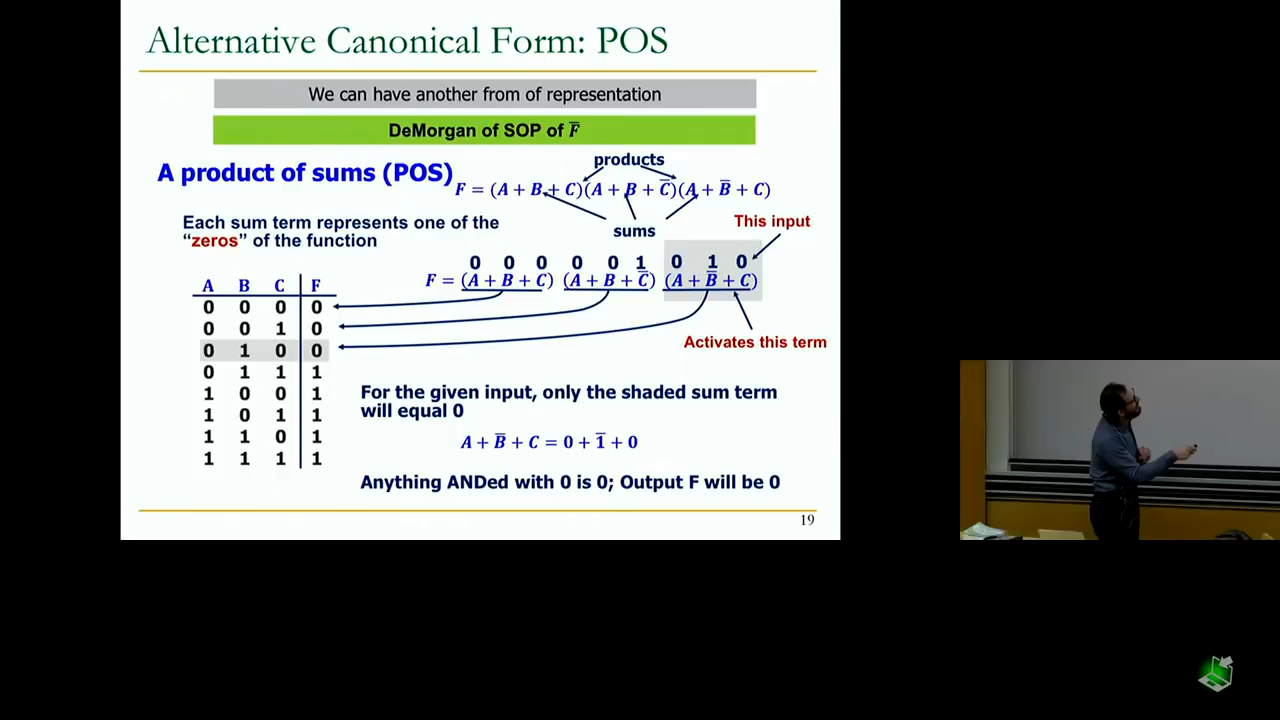 Alternative Canonical Form: POS
We can have another from of representation
DeMorgan of SOP of F̅
A product of sums (POS)
products
F = (A + B + C)(A + B + C̅)(A + B̅ + C)
sums
Each sum term represents one of the
“zeros” of the function
This input
0 0 0 0 0 1 0 1 0
F = (A + B + C) (A + B + C̅) (A + B̅ + C)
Activates this term
A B C F
0 0 0 0
0 0 1 0
0 1 0 0
0 1 1 1
1 0 0 1
1 0 1 1
1 1 0 1
1 1 1 1
For the given input, only the shaded sum term
will equal 0
A + B̅ + C = 0 + 1̅ + 0
Anything ANDed with 0 is 0; Output F will be 0
19